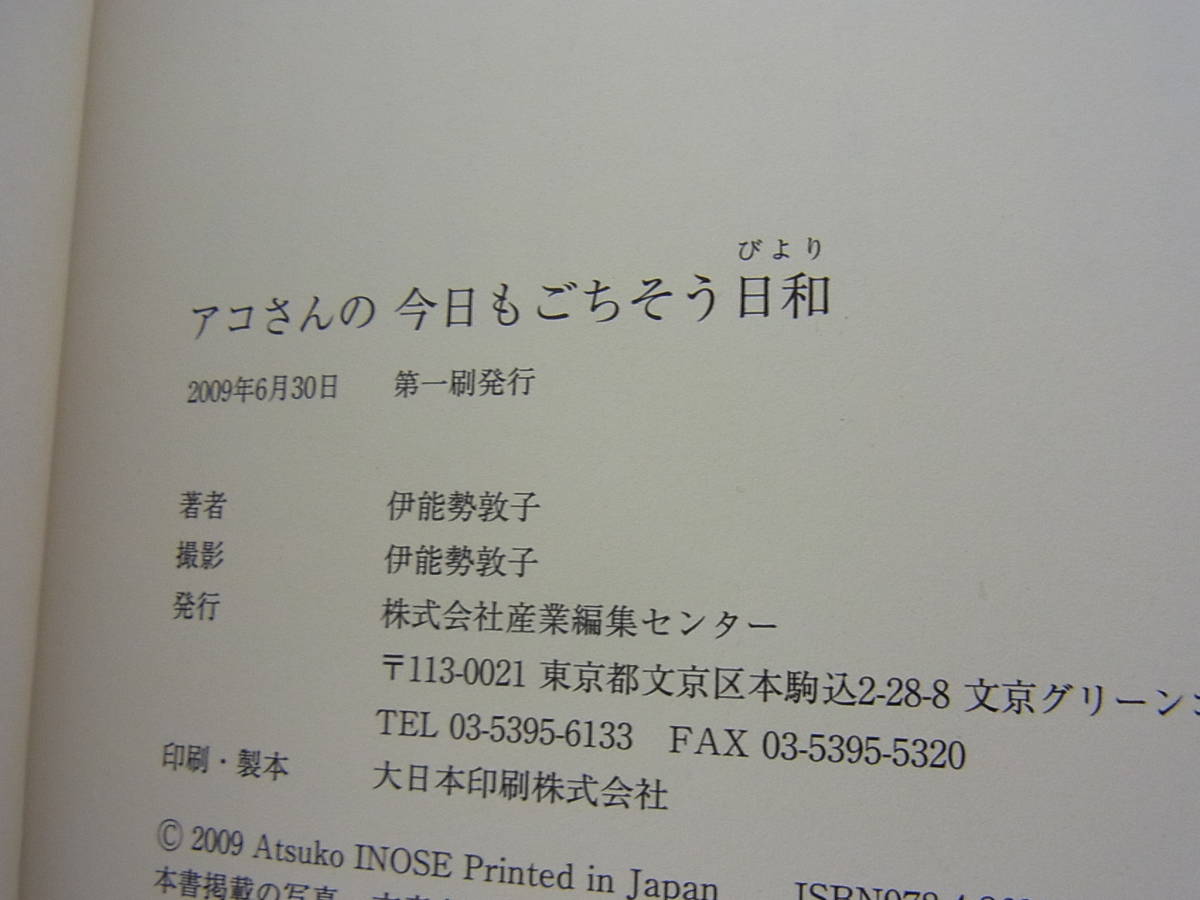 びより
アコさんの 今日もごちそう日和
2009年6月30日 第一刷発行
著者 伊能勢敦子
撮影 伊能勢敦子
発行 株式会社産業編集センター
〒113-0021 東京都文京区本駒込2-28-8 文京グリーン
TEL 03-5395-6133 FAX 03-5395-5320
印刷・製本 大日本印刷株式会社
© 2009 Atsuko INOSE Printed in Japan
本書掲載の写真